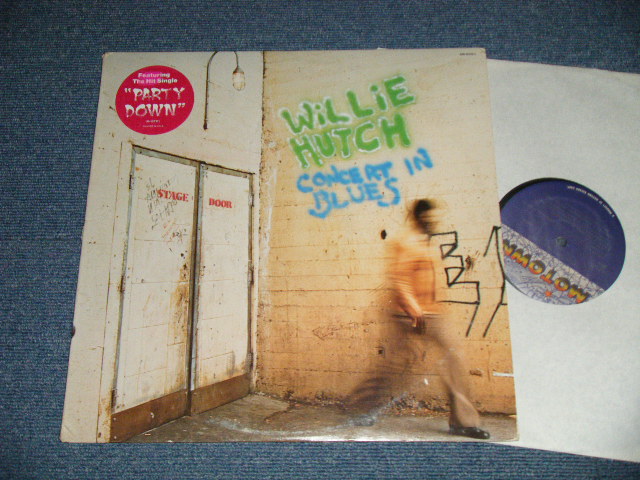 Featuring
The Hit Single
"PARTY
DOWN"
WiLLiE
HUTCH
CONCERT IN
BLUES
STAGE
DOOR
MOTOWN